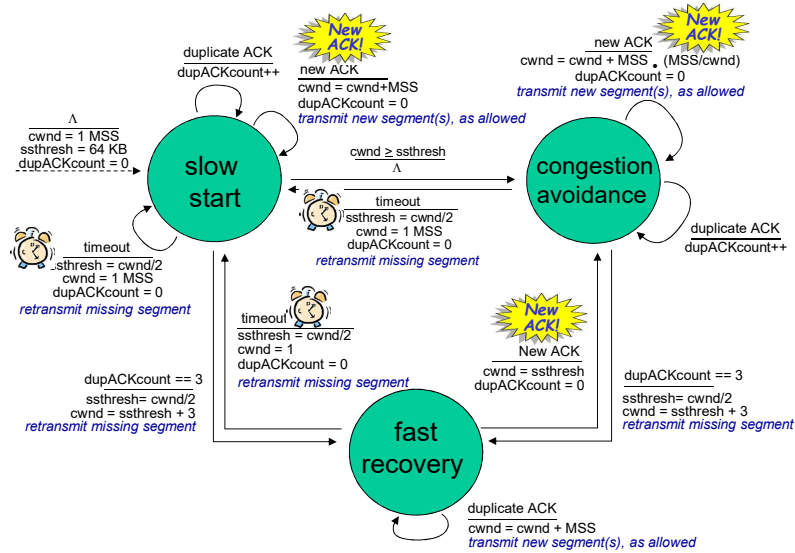 New
ACK!
duplicate ACK
dupACKcount++
new ACK
cwnd = cwnd+MSS
dupACKcount = 0
transmit new segment(s), as allowed
New
ACK!
new ACK
cwnd = cwnd + MSS • (MSS/cwnd)
dupACKcount = 0
transmit new segment(s), as allowed
Λ
cwnd = 1 MSS
ssthresh = 64 KB
dupACKcount = 0
slow
start
cwnd ≥ ssthresh
Λ
congestion
avoidance
timeout
ssthresh = cwnd/2
cwnd = 1 MSS
dupACKcount = 0
retransmit missing segment
timeout
ssthresh = cwnd/2
cwnd = 1 MSS
dupACKcount = 0
retransmit missing segment
duplicate ACK
dupACKcount++
timeout
ssthresh = cwnd/2
cwnd = 1
dupACKcount = 0
retransmit missing segment
New
ACK!
New ACK
cwnd = ssthresh
dupACKcount = 0
dupACKcount == 3
ssthresh= cwnd/2
cwnd = ssthresh + 3
retransmit missing segment
dupACKcount == 3
ssthresh= cwnd/2
cwnd = ssthresh + 3
retransmit missing segment
fast
recovery
duplicate ACK
cwnd = cwnd + MSS
transmit new segment(s), as allowed